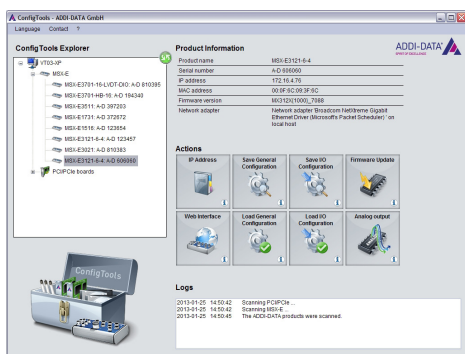 ConfigTools - ADDI-DATA GmbH
Language Contact ?
ConfigTools Explorer
VT03-XP
MSX-E
MSX-E3701-16-LVDT-DIO: A-D 810395
MSX-E3701-HB-16: A-D 194340
MSX-E3511: A-D 397203
MSX-E1731: A-D 372672
MSX-E1516: A-D 123654
MSX-E3121-6-4: A-D 123457
MSX-E3021: A-D 810383
MSX-E3121-6-4: A-D 606060
PCI/PCIe boards
ConfigTools
Product Information
ADDI-DATA
SPIRIT OF EXCELLENCE
Product name MSX-E3121-6-4
Serial number A-D 606060
IP address 172.16.4.76
MAC address 00:0F:6C:09:3F:6C
Firmware version MX312X(1000)_7088
Network adapter Network adapter 'Broadcom NetXtreme Gigabit
Ethernet Driver (Microsoft's Packet Scheduler) ' on
local host
Actions
IP Address Save General Configuration Save I/O Configuration Firmware Update
Web Interface Load General Configuration Load I/O Configuration Analog output
Logs
2013-01-25 14:50:42 Scanning PCI/PCIe ...
2013-01-25 14:50:42 Scanning MSX-E ...
2013-01-25 14:50:45 The ADDI-DATA products were scanned.